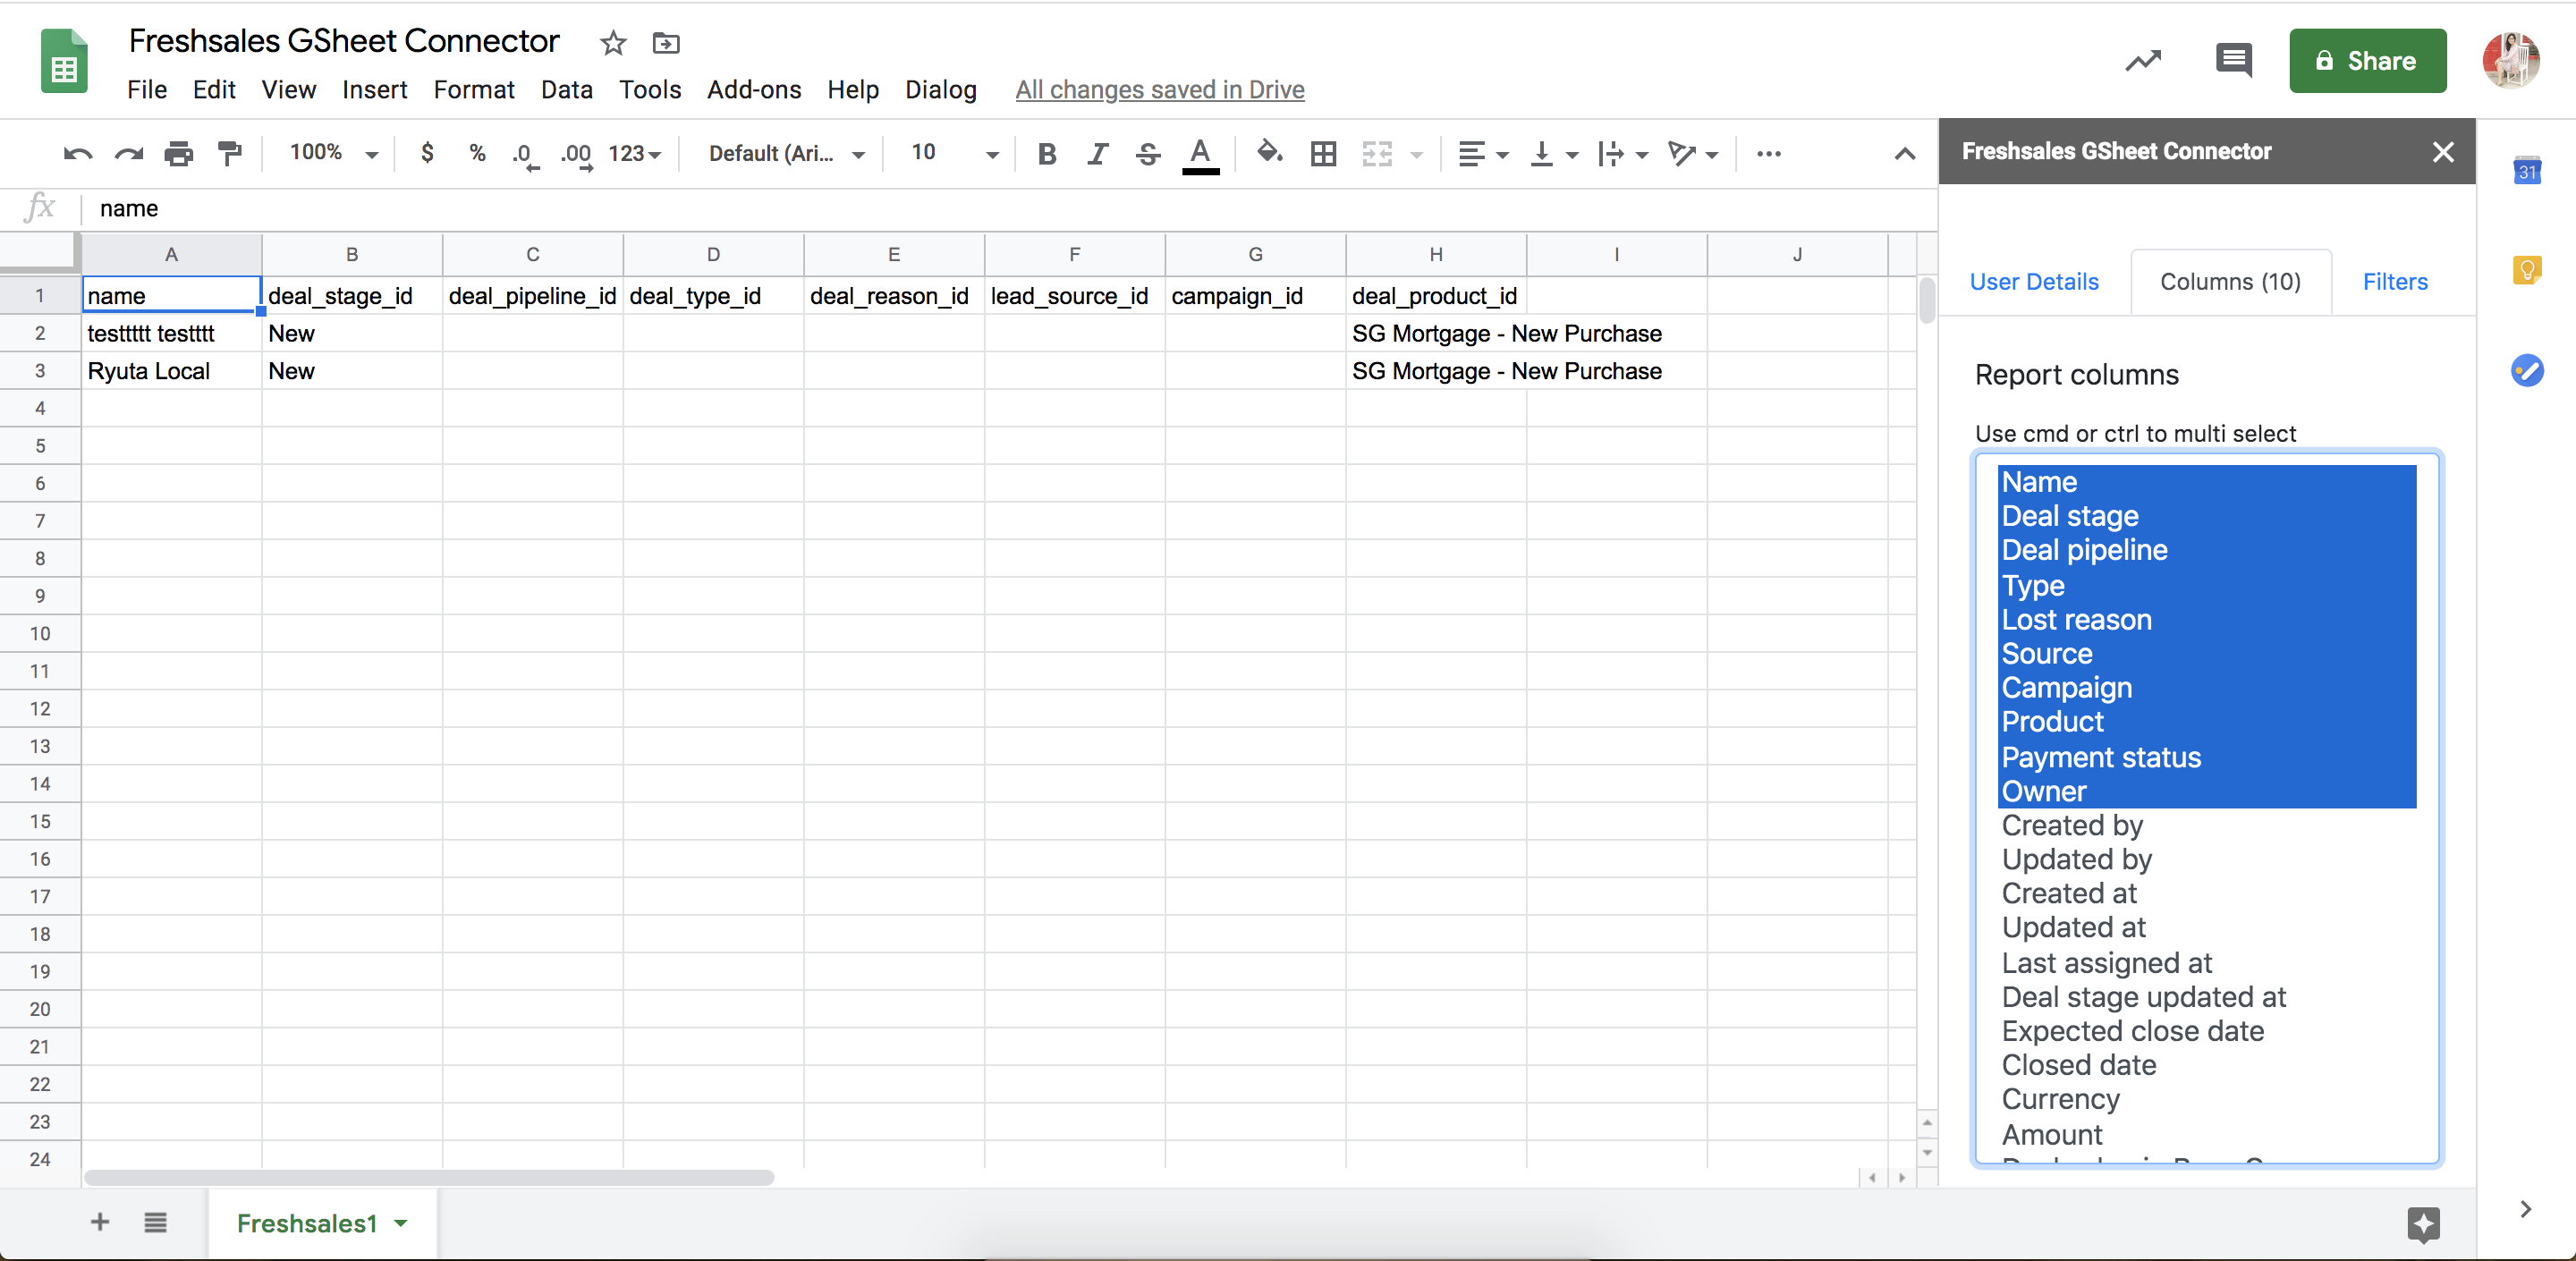 Freshsales GSheet Connector
File Edit View Insert Format Data Tools Add-ons Help Dialog All changes saved in Drive
Share
100% $ % .0 .00 123 Default (Ari... 10 B I S A
fx name
A B C D E F G H I J
1 name deal_stage_id deal_pipeline_id deal_type_id deal_reason_id lead_source_id campaign_id deal_product_id
2 testtttt testttt New SG Mortgage - New Purchase
3 Ryuta Local New SG Mortgage - New Purchase
4
5
6
7
8
9
10
11
12
13
14
15
16
17
18
19
20
21
22
23
24
Freshsales1
Freshsales GSheet Connector
User Details Columns (10) Filters
Report columns
Use cmd or ctrl to multi select
Name
Deal stage
Deal pipeline
Type
Lost reason
Source
Campaign
Product
Payment status
Owner
Created by
Updated by
Created at
Updated at
Last assigned at
Deal stage updated at
Expected close date
Closed date
Currency
Amount
31